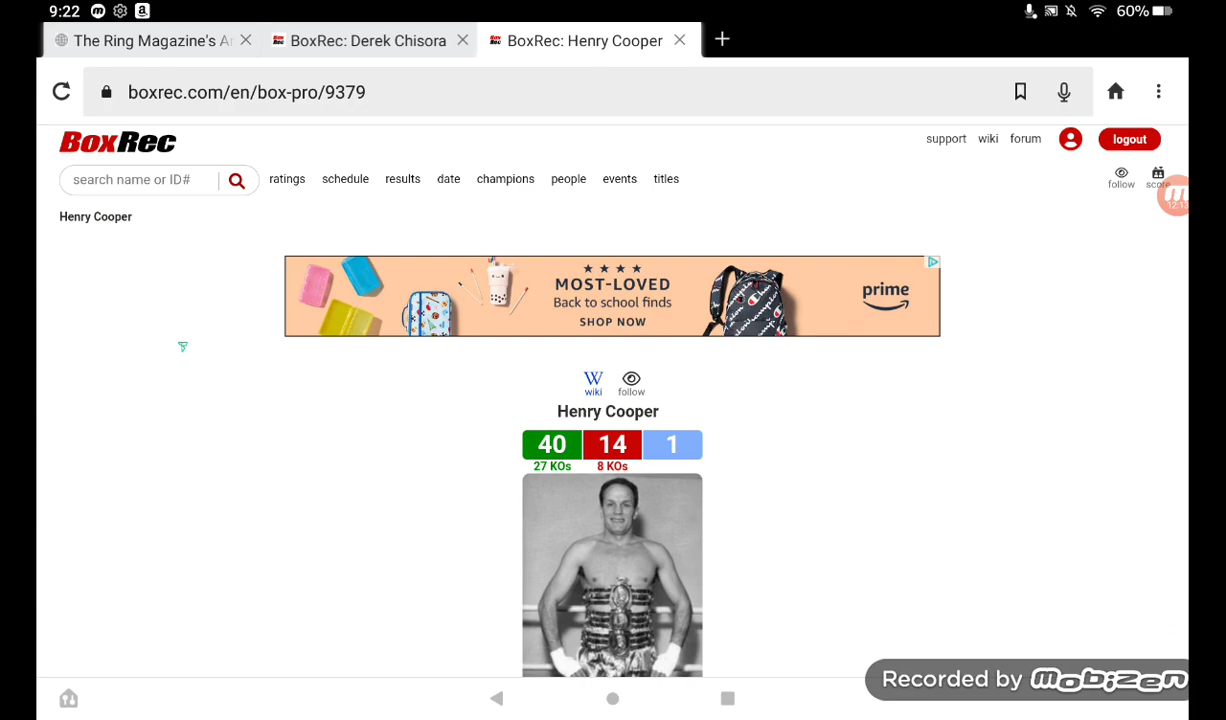 9:22
60%
The Ring Magazine's A
BoxRec: Derek Chisora
BoxRec: Henry Cooper
boxrec.com/en/box-pro/9379
BoxRec
support wiki forum logout
search name or ID#
ratings schedule results date champions people events titles
follow score
12:13
Henry Cooper
MOST-LOVED
Back to school finds
SHOP NOW
prime
W
wiki follow
Henry Cooper
40 14 1
27 KOs 8 KOs
Recorded by mobizen